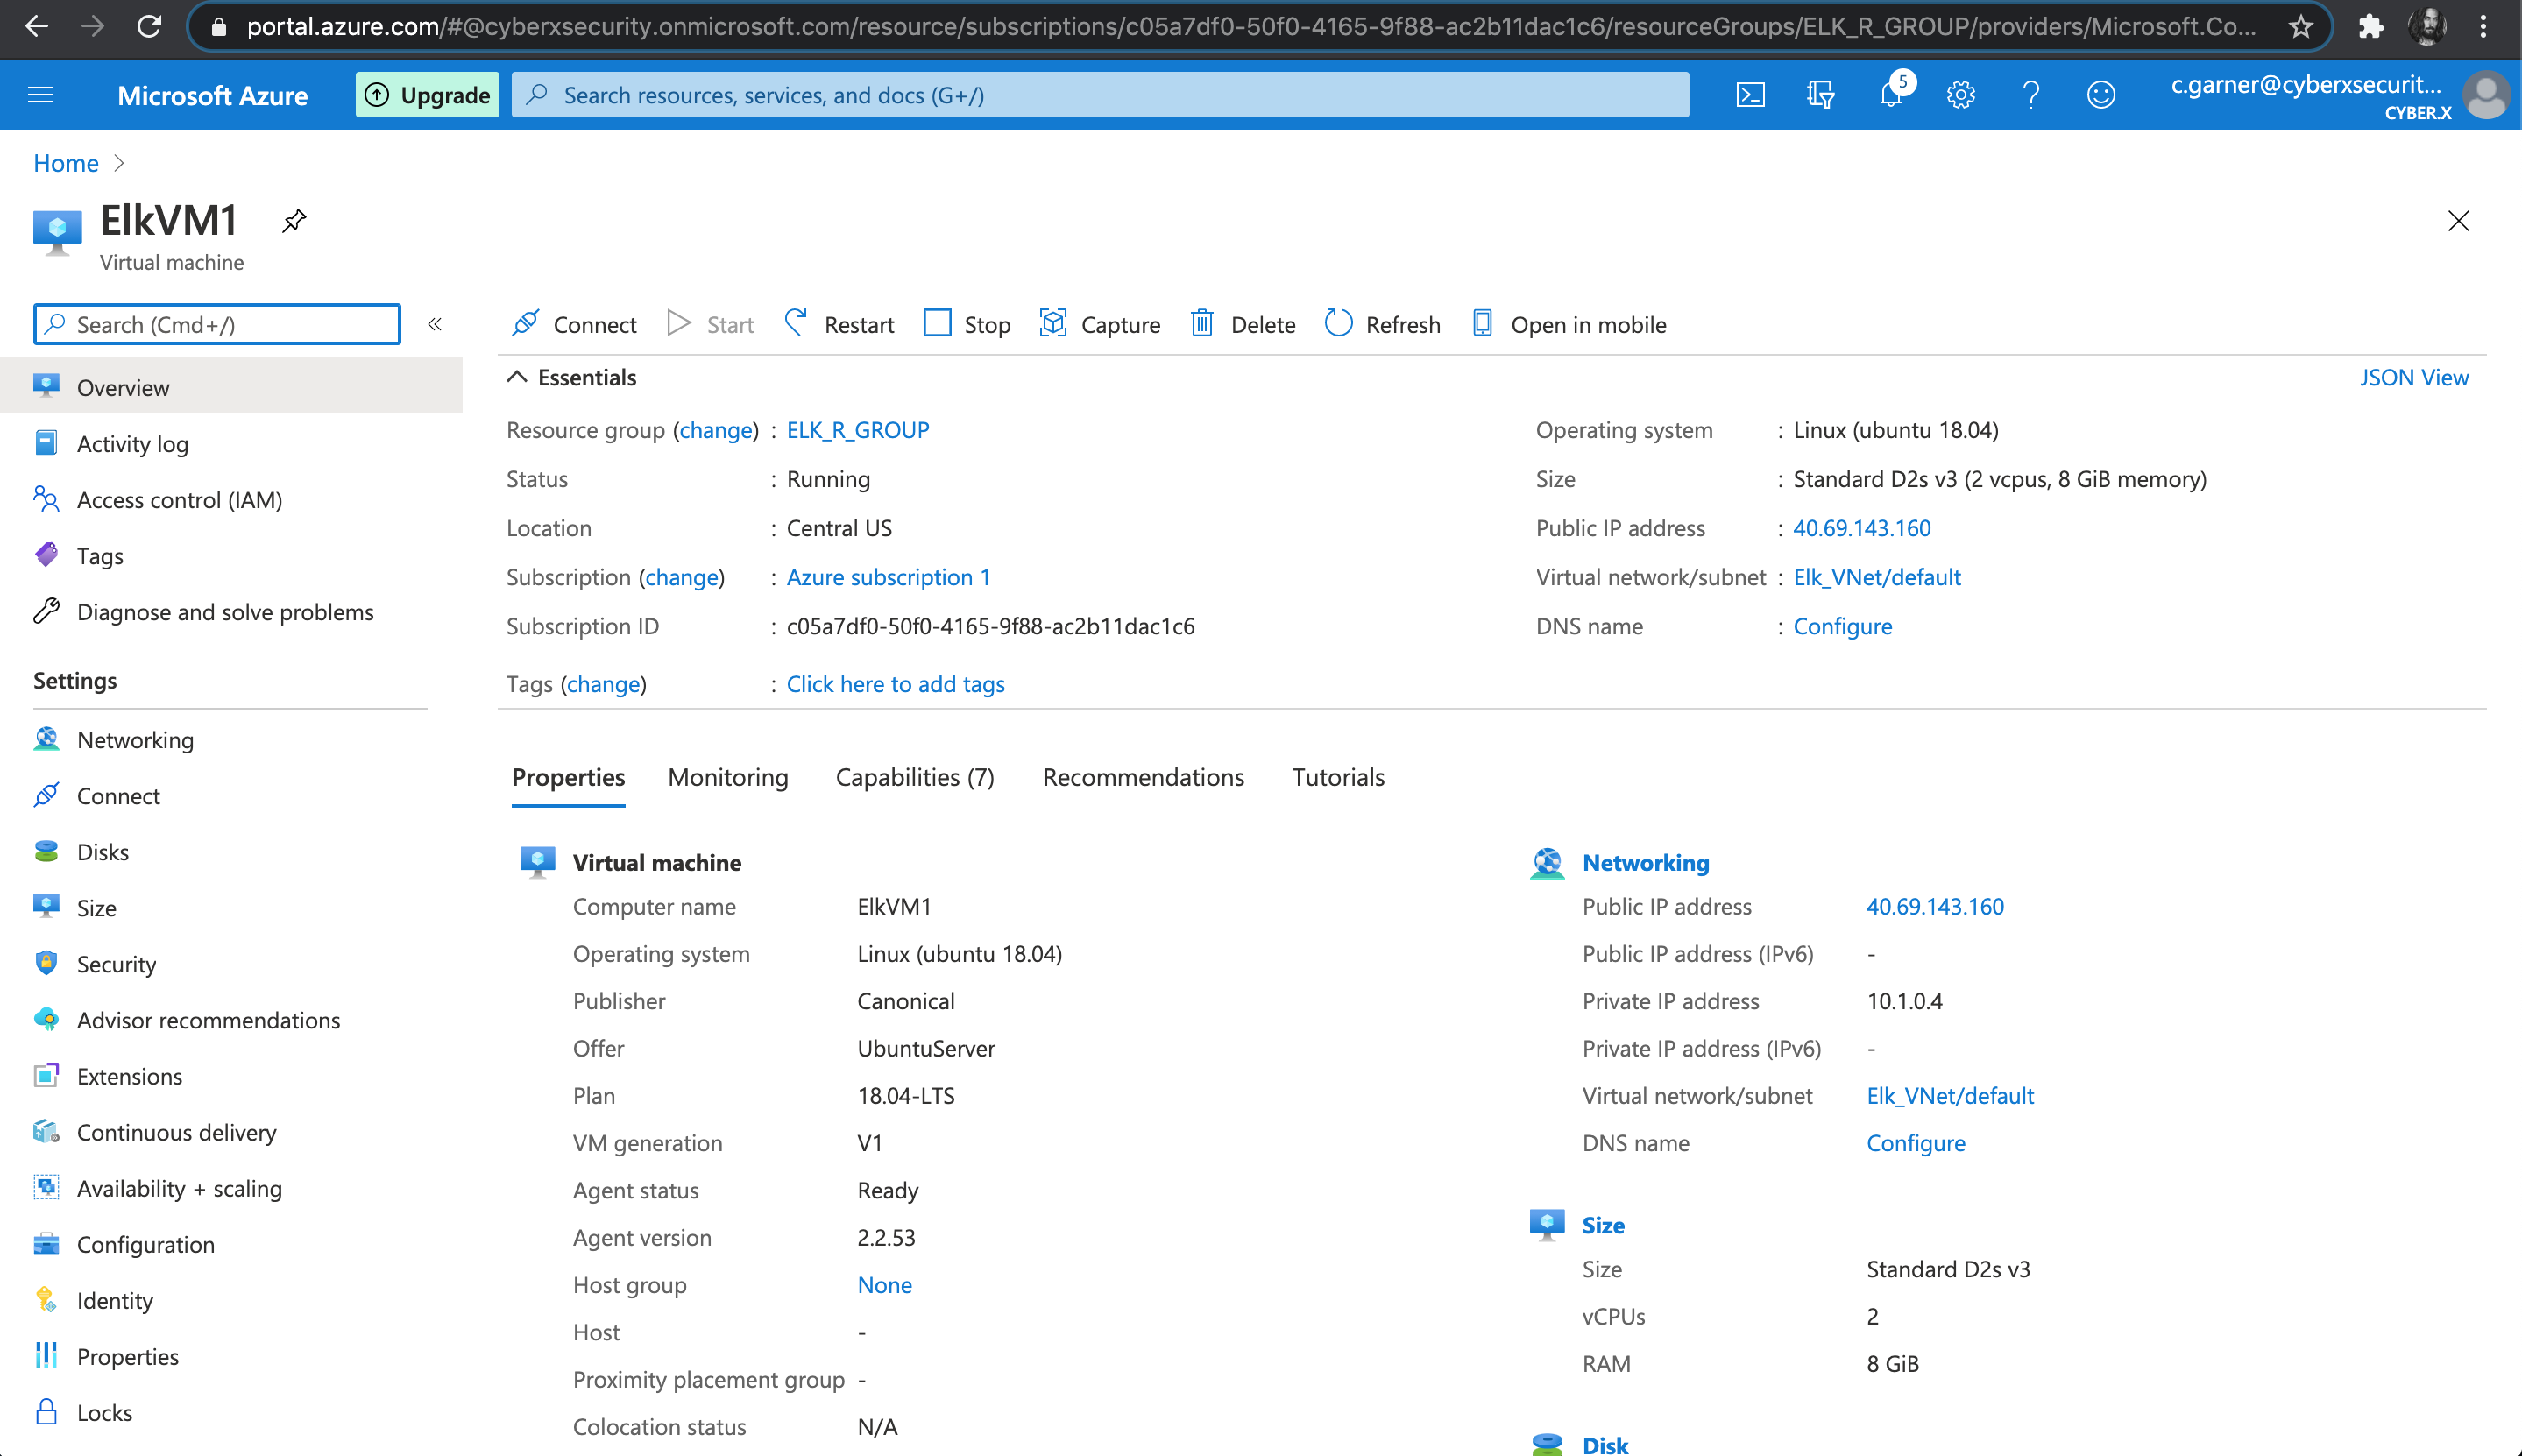 portal.azure.com/#@cyberxsecurity.onmicrosoft.com/resource/subscriptions/c05a7df0-50f0-4165-9f88-ac2b11dac1c6/resourceGroups/ELK_R_GROUP/providers/Microsoft.Co...
Microsoft Azure
Upgrade
Search resources, services, and docs (G+/)
5
c.garner@cyberxsecurit...
CYBER.X
Home
ElkVM1
Virtual machine
Search (Cmd+/)
«
Connect Start Restart Stop Capture Delete Refresh Open in mobile
Overview
Activity log
Access control (IAM)
Tags
Diagnose and solve problems
Settings
Networking
Connect
Disks
Size
Security
Advisor recommendations
Extensions
Continuous delivery
Availability + scaling
Configuration
Identity
Properties
Locks
Essentials
JSON View
Resource group (change) : ELK_R_GROUP
Status : Running
Location : Central US
Subscription (change) : Azure subscription 1
Subscription ID : c05a7df0-50f0-4165-9f88-ac2b11dac1c6
Tags (change) : Click here to add tags
Operating system : Linux (ubuntu 18.04)
Size : Standard D2s v3 (2 vcpus, 8 GiB memory)
Public IP address : 40.69.143.160
Virtual network/subnet : Elk_VNet/default
DNS name : Configure
Properties Monitoring Capabilities (7) Recommendations Tutorials
Virtual machine
Computer name ElkVM1
Operating system Linux (ubuntu 18.04)
Publisher Canonical
Offer UbuntuServer
Plan 18.04-LTS
VM generation V1
Agent status Ready
Agent version 2.2.53
Host group None
Host -
Proximity placement group -
Colocation status N/A
Networking
Public IP address 40.69.143.160
Public IP address (IPv6) -
Private IP address 10.1.0.4
Private IP address (IPv6) -
Virtual network/subnet Elk_VNet/default
DNS name Configure
Size
Size Standard D2s v3
vCPUs 2
RAM 8 GiB
Disk